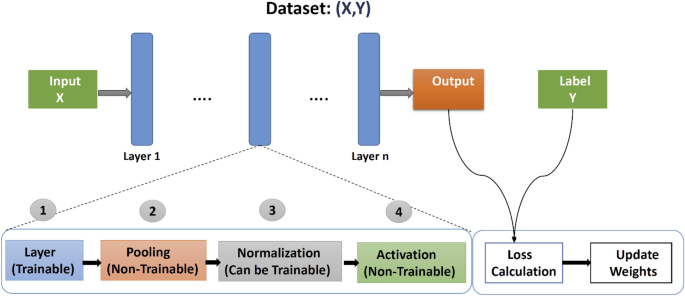 Dataset: (X,Y)
Input
X
....
....
Output
Label
Y
Layer 1
Layer n
1
2
3
4
Layer
(Trainable)
Pooling
(Non-Trainable)
Normalization
(Can be Trainable)
Activation
(Non-Trainable)
Loss
Calculation
Update
Weights